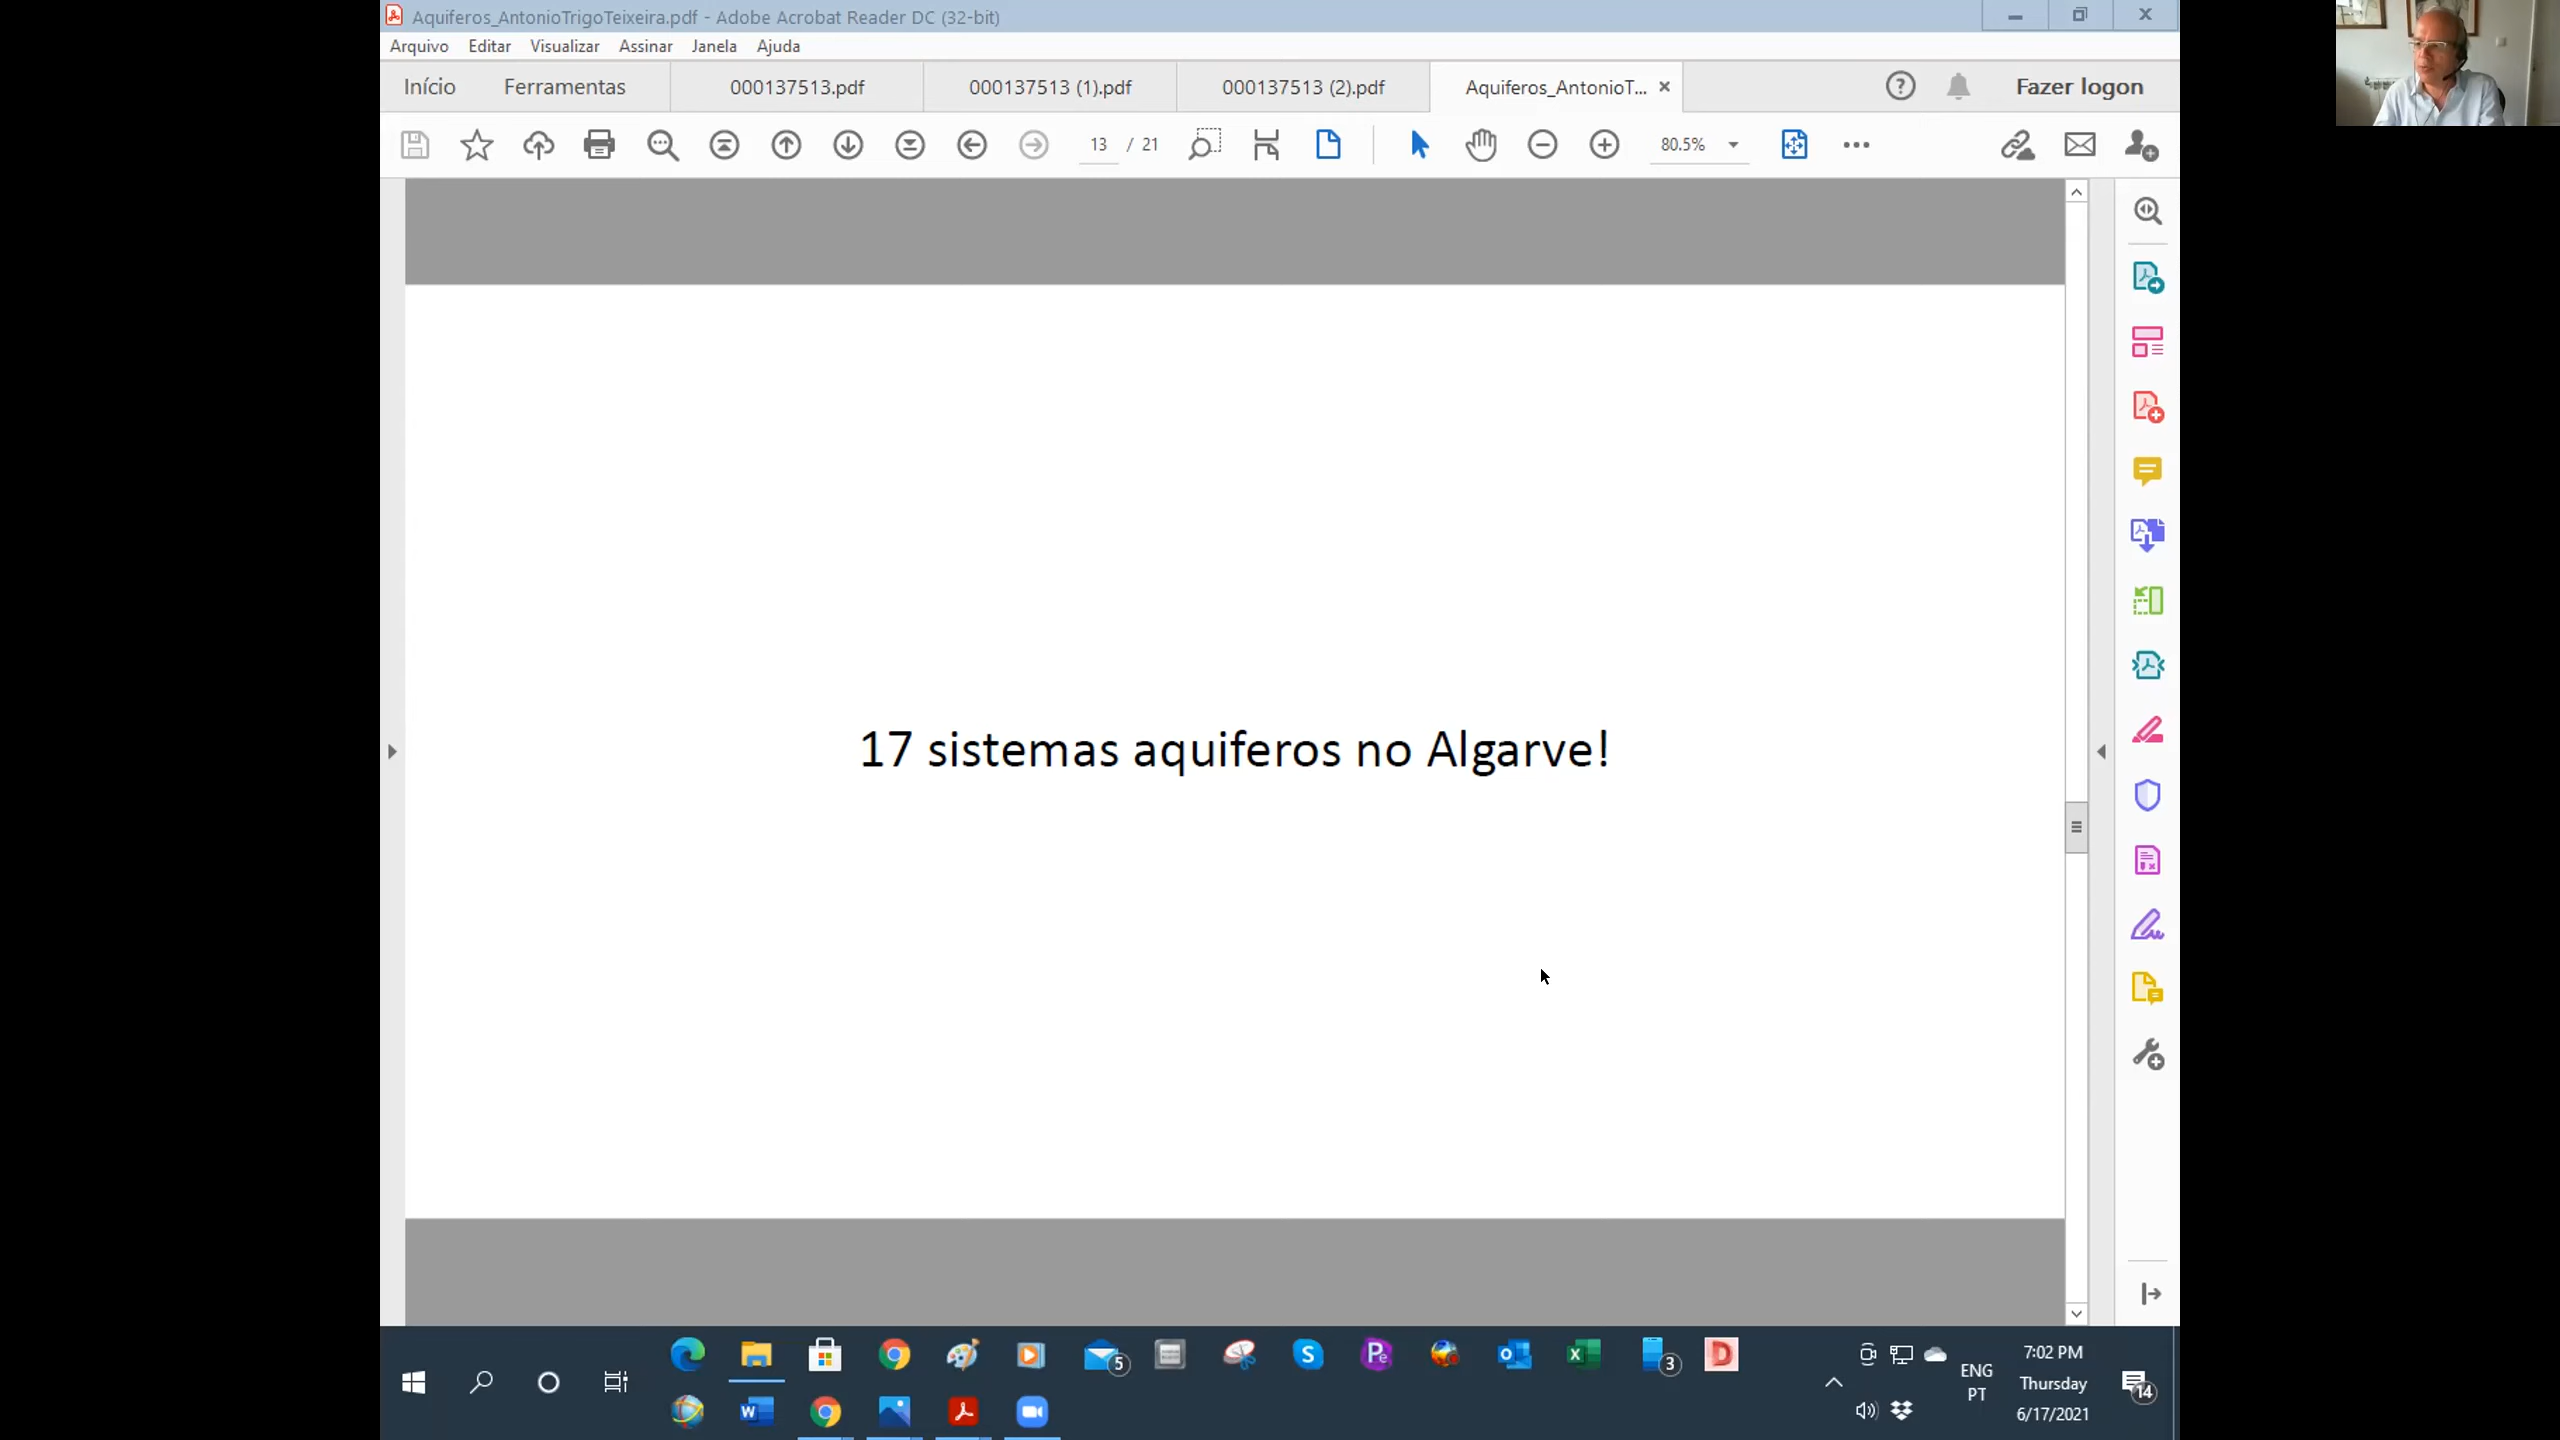 Aquiferos_AntonioTrigoTeixeira.pdf - Adobe Acrobat Reader DC (32-bit)
Arquivo Editar Visualizar Assinar Janela Ajuda
Início Ferramentas 000137513.pdf 000137513 (1).pdf 000137513 (2).pdf Aquiferos_AntonioT... Fazer logon
13 / 21 80.5%
17 sistemas aquiferos no Algarve!
5 S Pe 3 D
7:02 PM
ENG Thursday 14
PT
6/17/2021